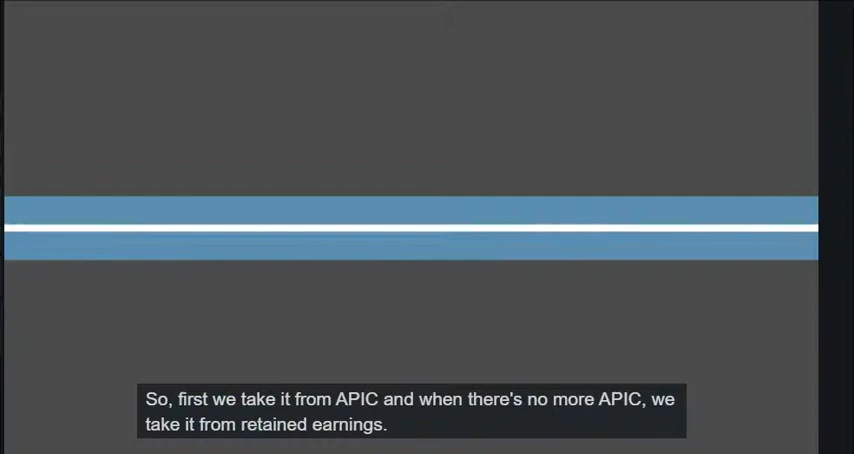 So, first we take it from APIC and when there's no more APIC, we
take it from retained earnings.